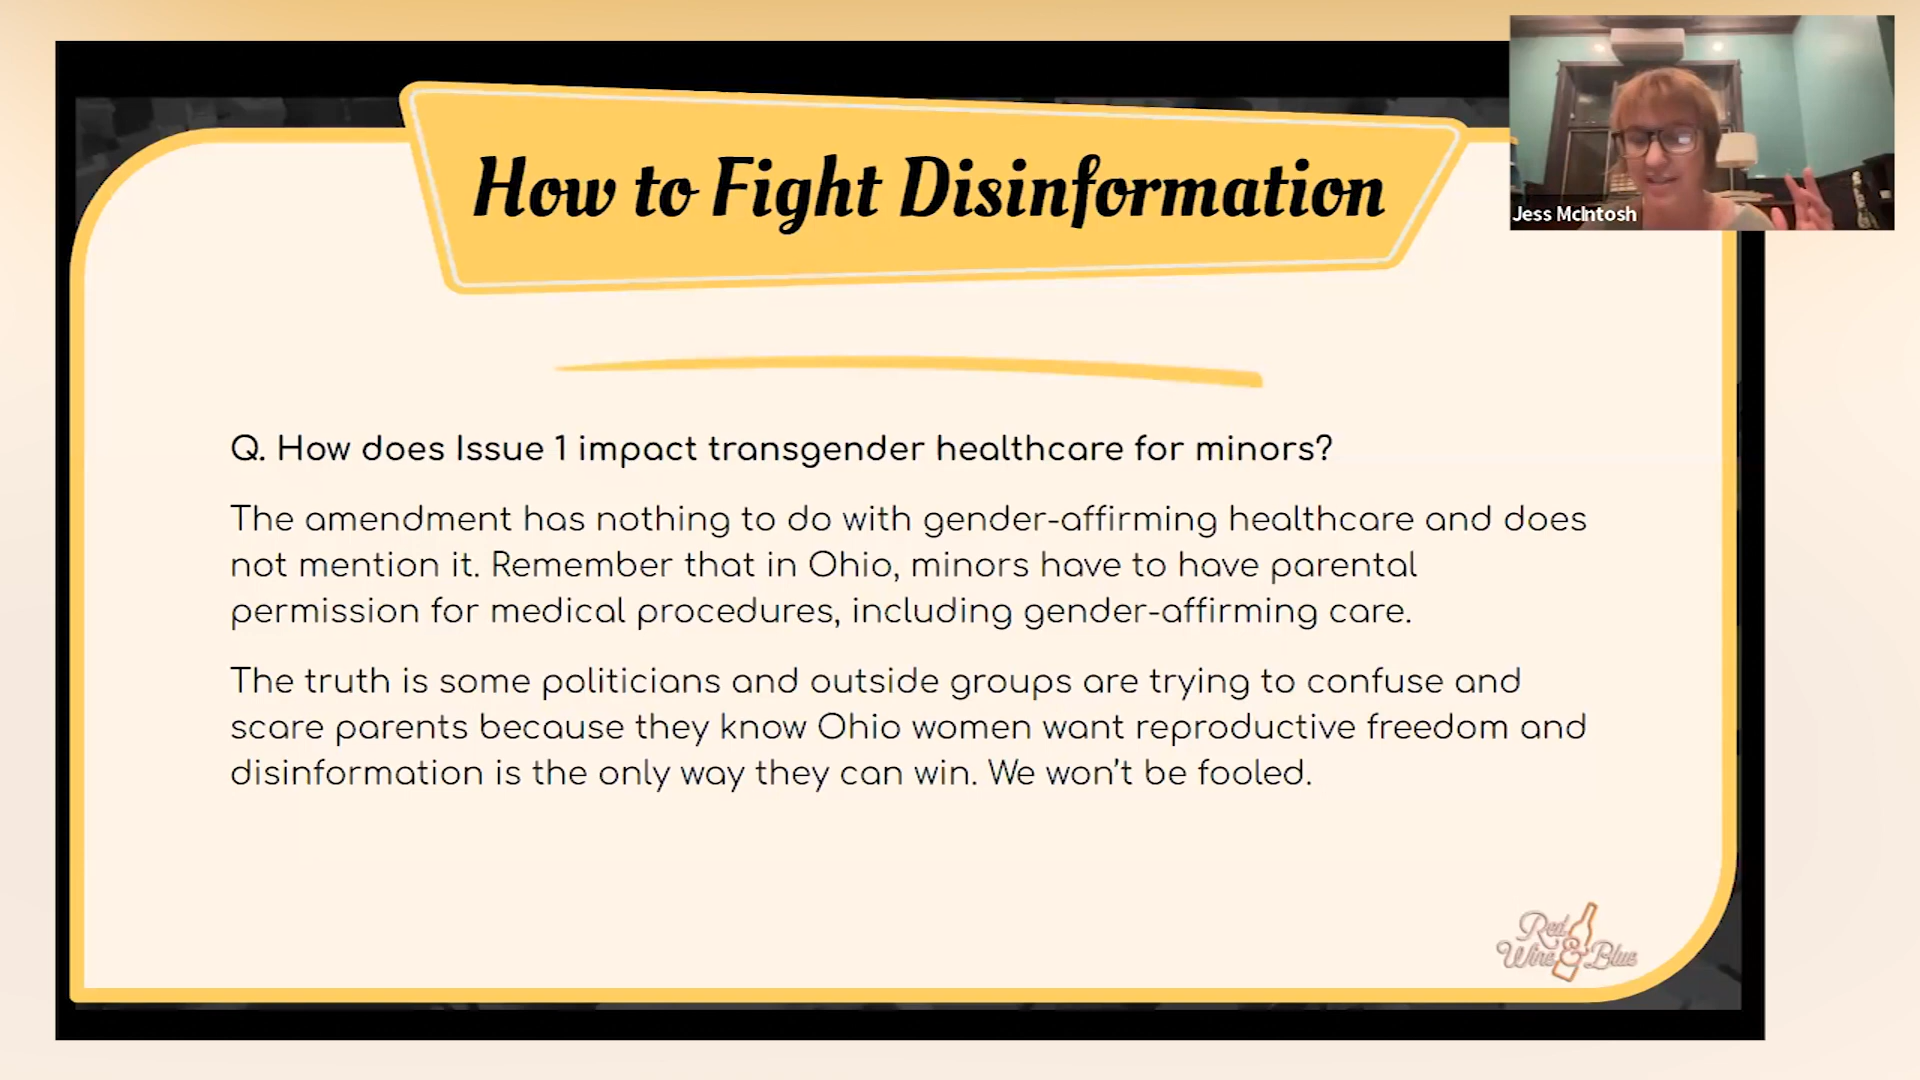 How to Fight Disinformation
Jess McIntosh
Q. How does Issue 1 impact transgender healthcare for minors?
The amendment has nothing to do with gender-affirming healthcare and does
not mention it. Remember that in Ohio, minors have to have parental
permission for medical procedures, including gender-affirming care.
The truth is some politicians and outside groups are trying to confuse and
scare parents because they know Ohio women want reproductive freedom and
disinformation is the only way they can win. We won’t be fooled.
Red
Wine & Blue